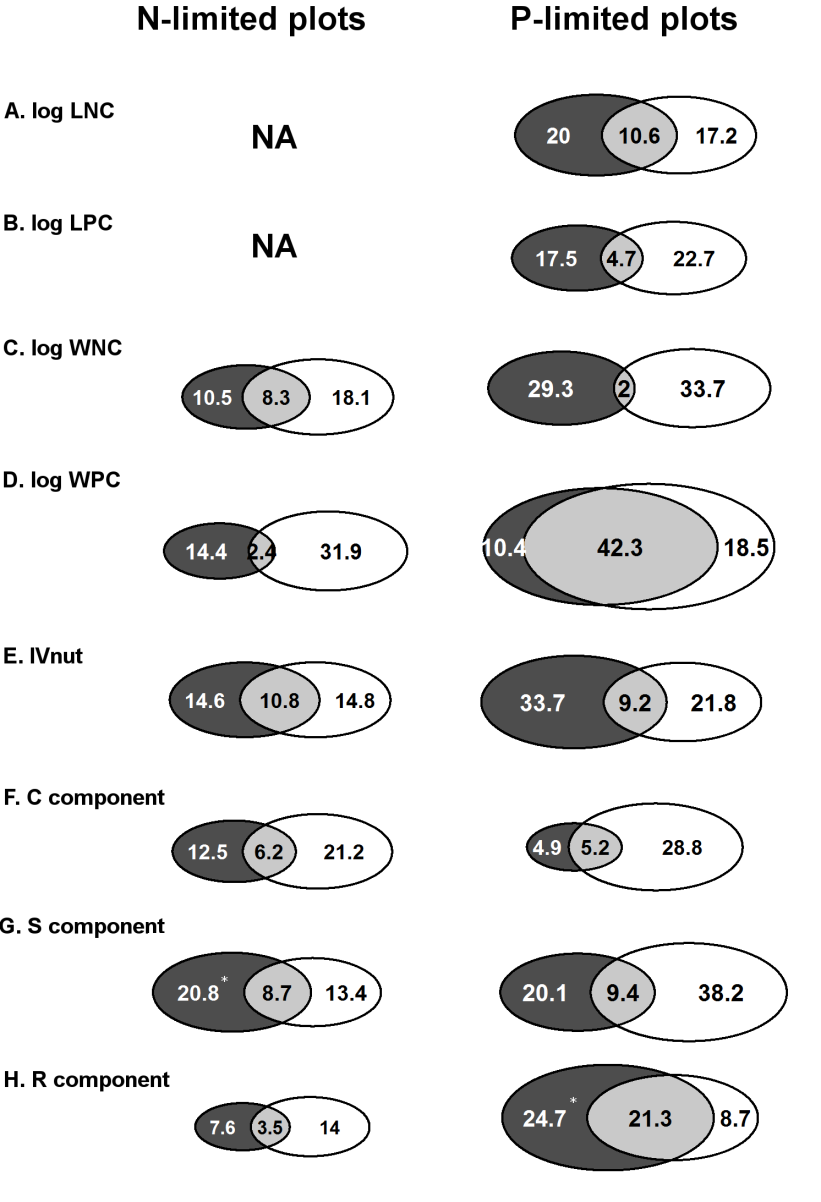 N-limited plots P-limited plots
A. log LNC
NA 20 10.6 17.2
B. log LPC
NA 17.5 4.7 22.7
C. log WNC
10.5 8.3 18.1 29.3 2 33.7
D. log WPC
14.4 2.4 31.9 10.4 42.3 18.5
E. IVnut
14.6 10.8 14.8 33.7 9.2 21.8
F. C component
12.5 6.2 21.2 4.9 5.2 28.8
G. S component
20.8* 8.7 13.4 20.1 9.4 38.2
H. R component
7.6 3.5 14 24.7* 21.3 8.7